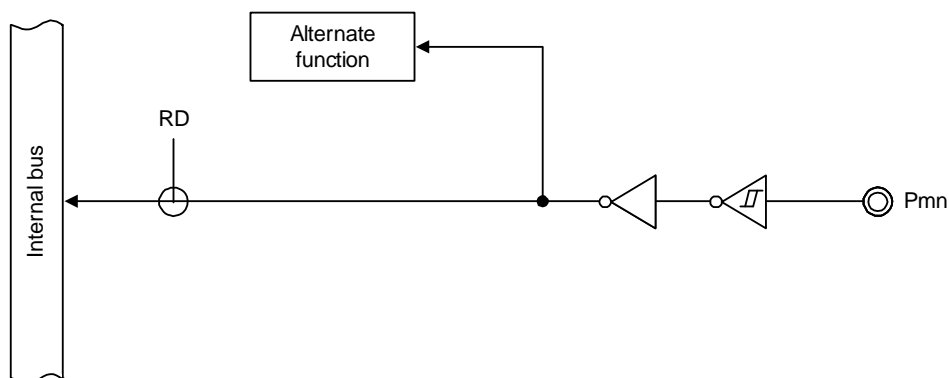 Alternate
function
RD
Internal bus
Pmn